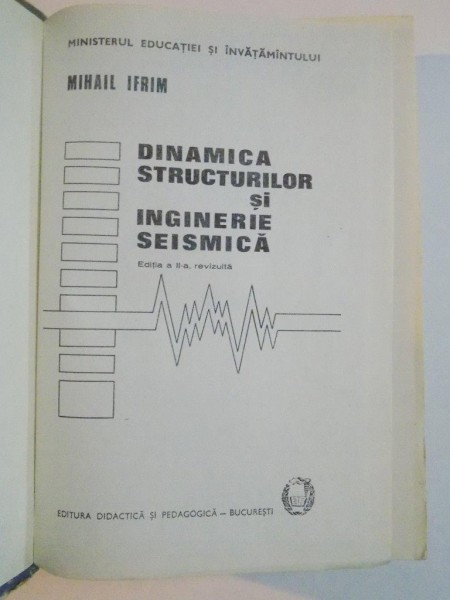 MINISTERUL EDUCAȚIEI ȘI ÎNVĂȚĂMÎNTULUI
MIHAIL IFRIM
DINAMICA
STRUCTURILOR
și
INGINERIE
SEISMICĂ
Ediția a II-a, revizuită
EDITURA DIDACTICĂ ȘI PEDAGOGICĂ – BUCUREȘTI